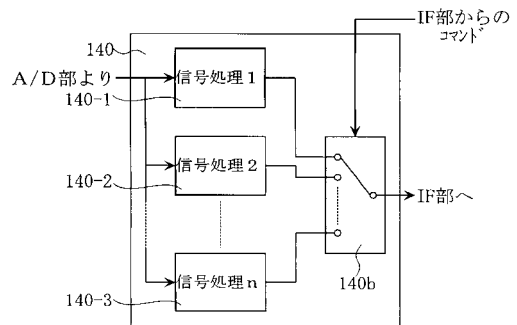 IF部からの
コマンド
140
信号処理1
A/D部より
140-1
信号処理2
140-2
IF部へ
信号処理n
140-3
140b